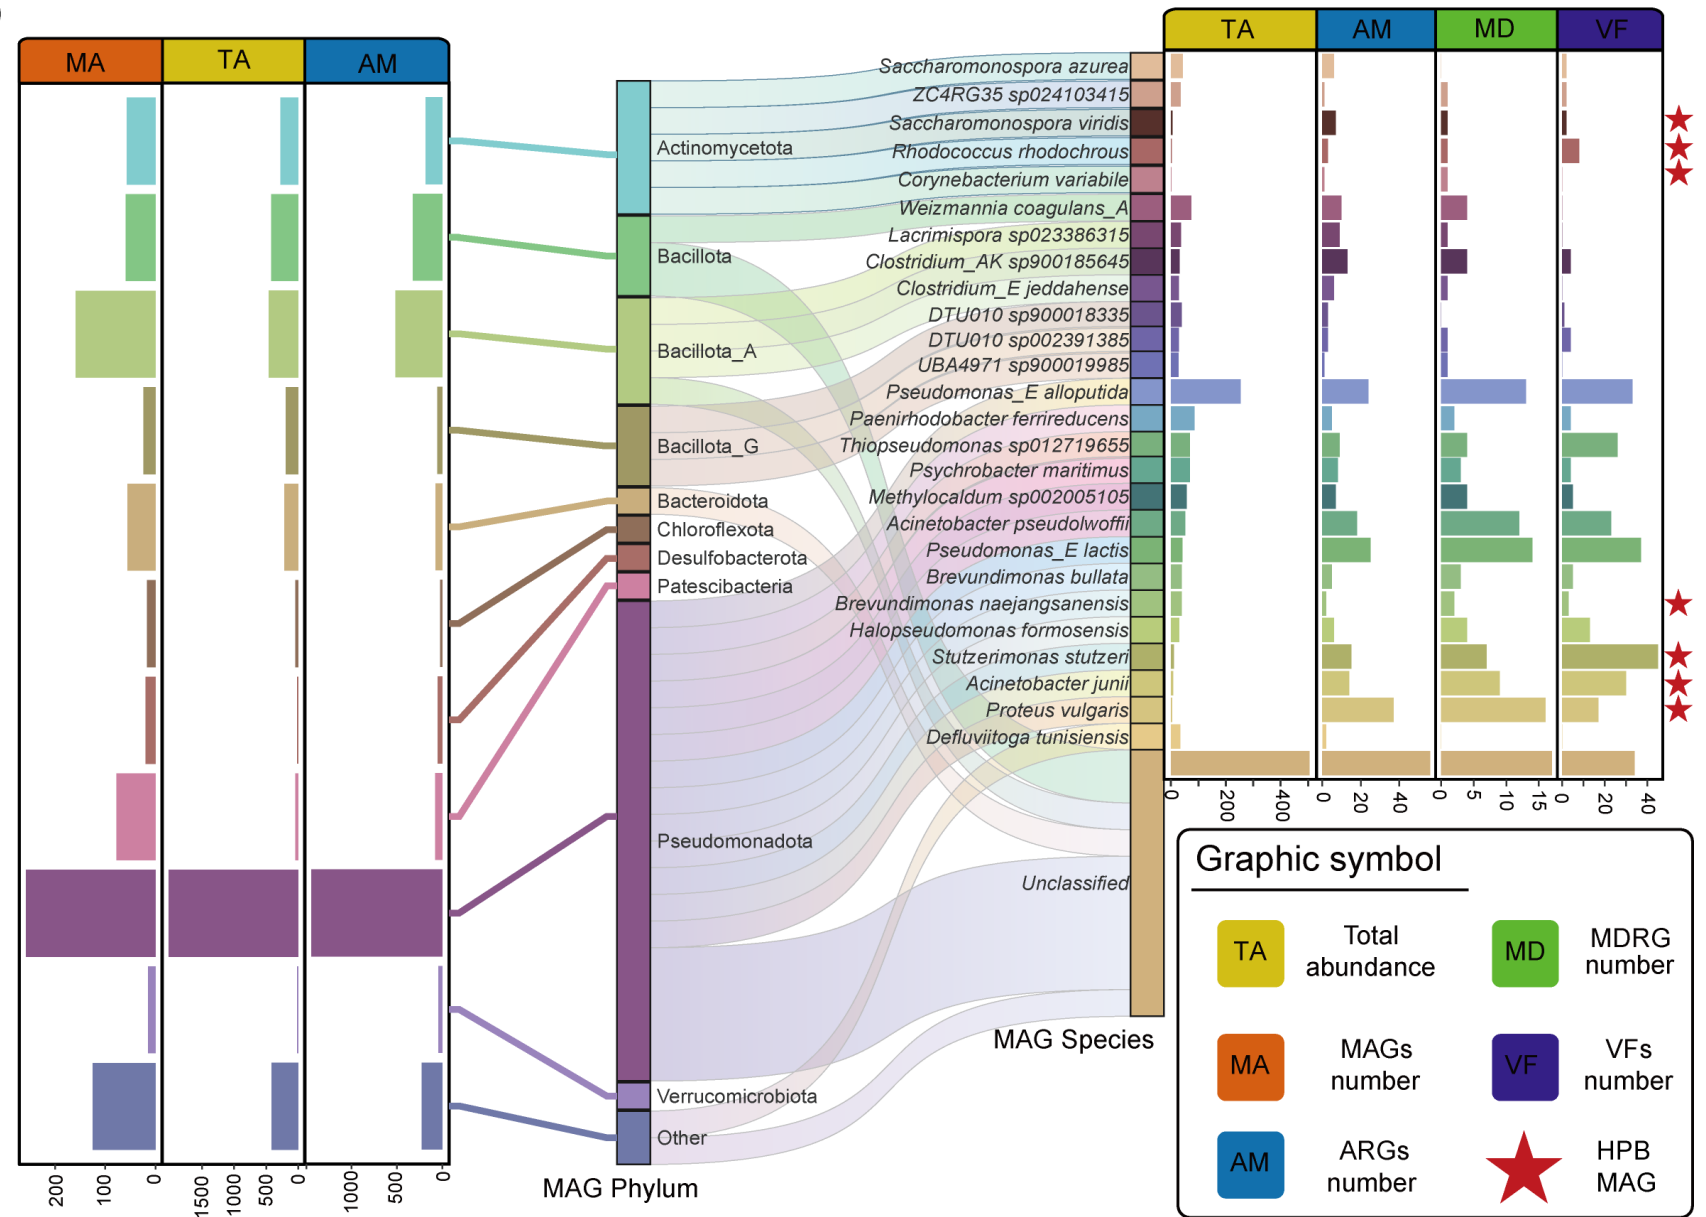 MA
TA
AM
200
100
0
1500
1000
500
0
1000
500
0
Actinomycetota
Bacillota
Bacillota_A
Bacillota_G
Bacteroidota
Chloroflexota
Desulfobacterota
Patescibacteria
Pseudomonadota
Verrucomicrobiota
Other
MAG Phylum
Saccharomonospora azurea
ZC4RG35 sp024103415
Saccharomonospora viridis
Rhodococcus rhodochrous
Corynebacterium variabile
Weizmannia coagulans_A
Lacrimispora sp023386315
Clostridium_AK sp900185645
Clostridium_E jeddahense
DTU010 sp900018335
DTU010 sp002391385
UBA4971 sp900019985
Pseudomonas_E alloputida
Paenirhodobacter ferrireducens
Thiopseudomonas sp012719655
Psychrobacter maritimus
Methylocaldum sp002005105
Acinetobacter pseudolwoffii
Pseudomonas_E lactis
Brevundimonas bullata
Brevundimonas naejangsanensis
Halopseudomonas formosensis
Stutzerimonas stutzeri
Acinetobacter junii
Proteus vulgaris
Defluviitoga tunisiensis
Unclassified
MAG Species
TA
AM
MD
VF
0
200
400
0
20
40
0
5
10
15
0
20
40
Graphic symbol
TA
Total
abundance
MD
MDRG
number
MA
MAGs
number
VF
VFs
number
AM
ARGs
number
HPB
MAG